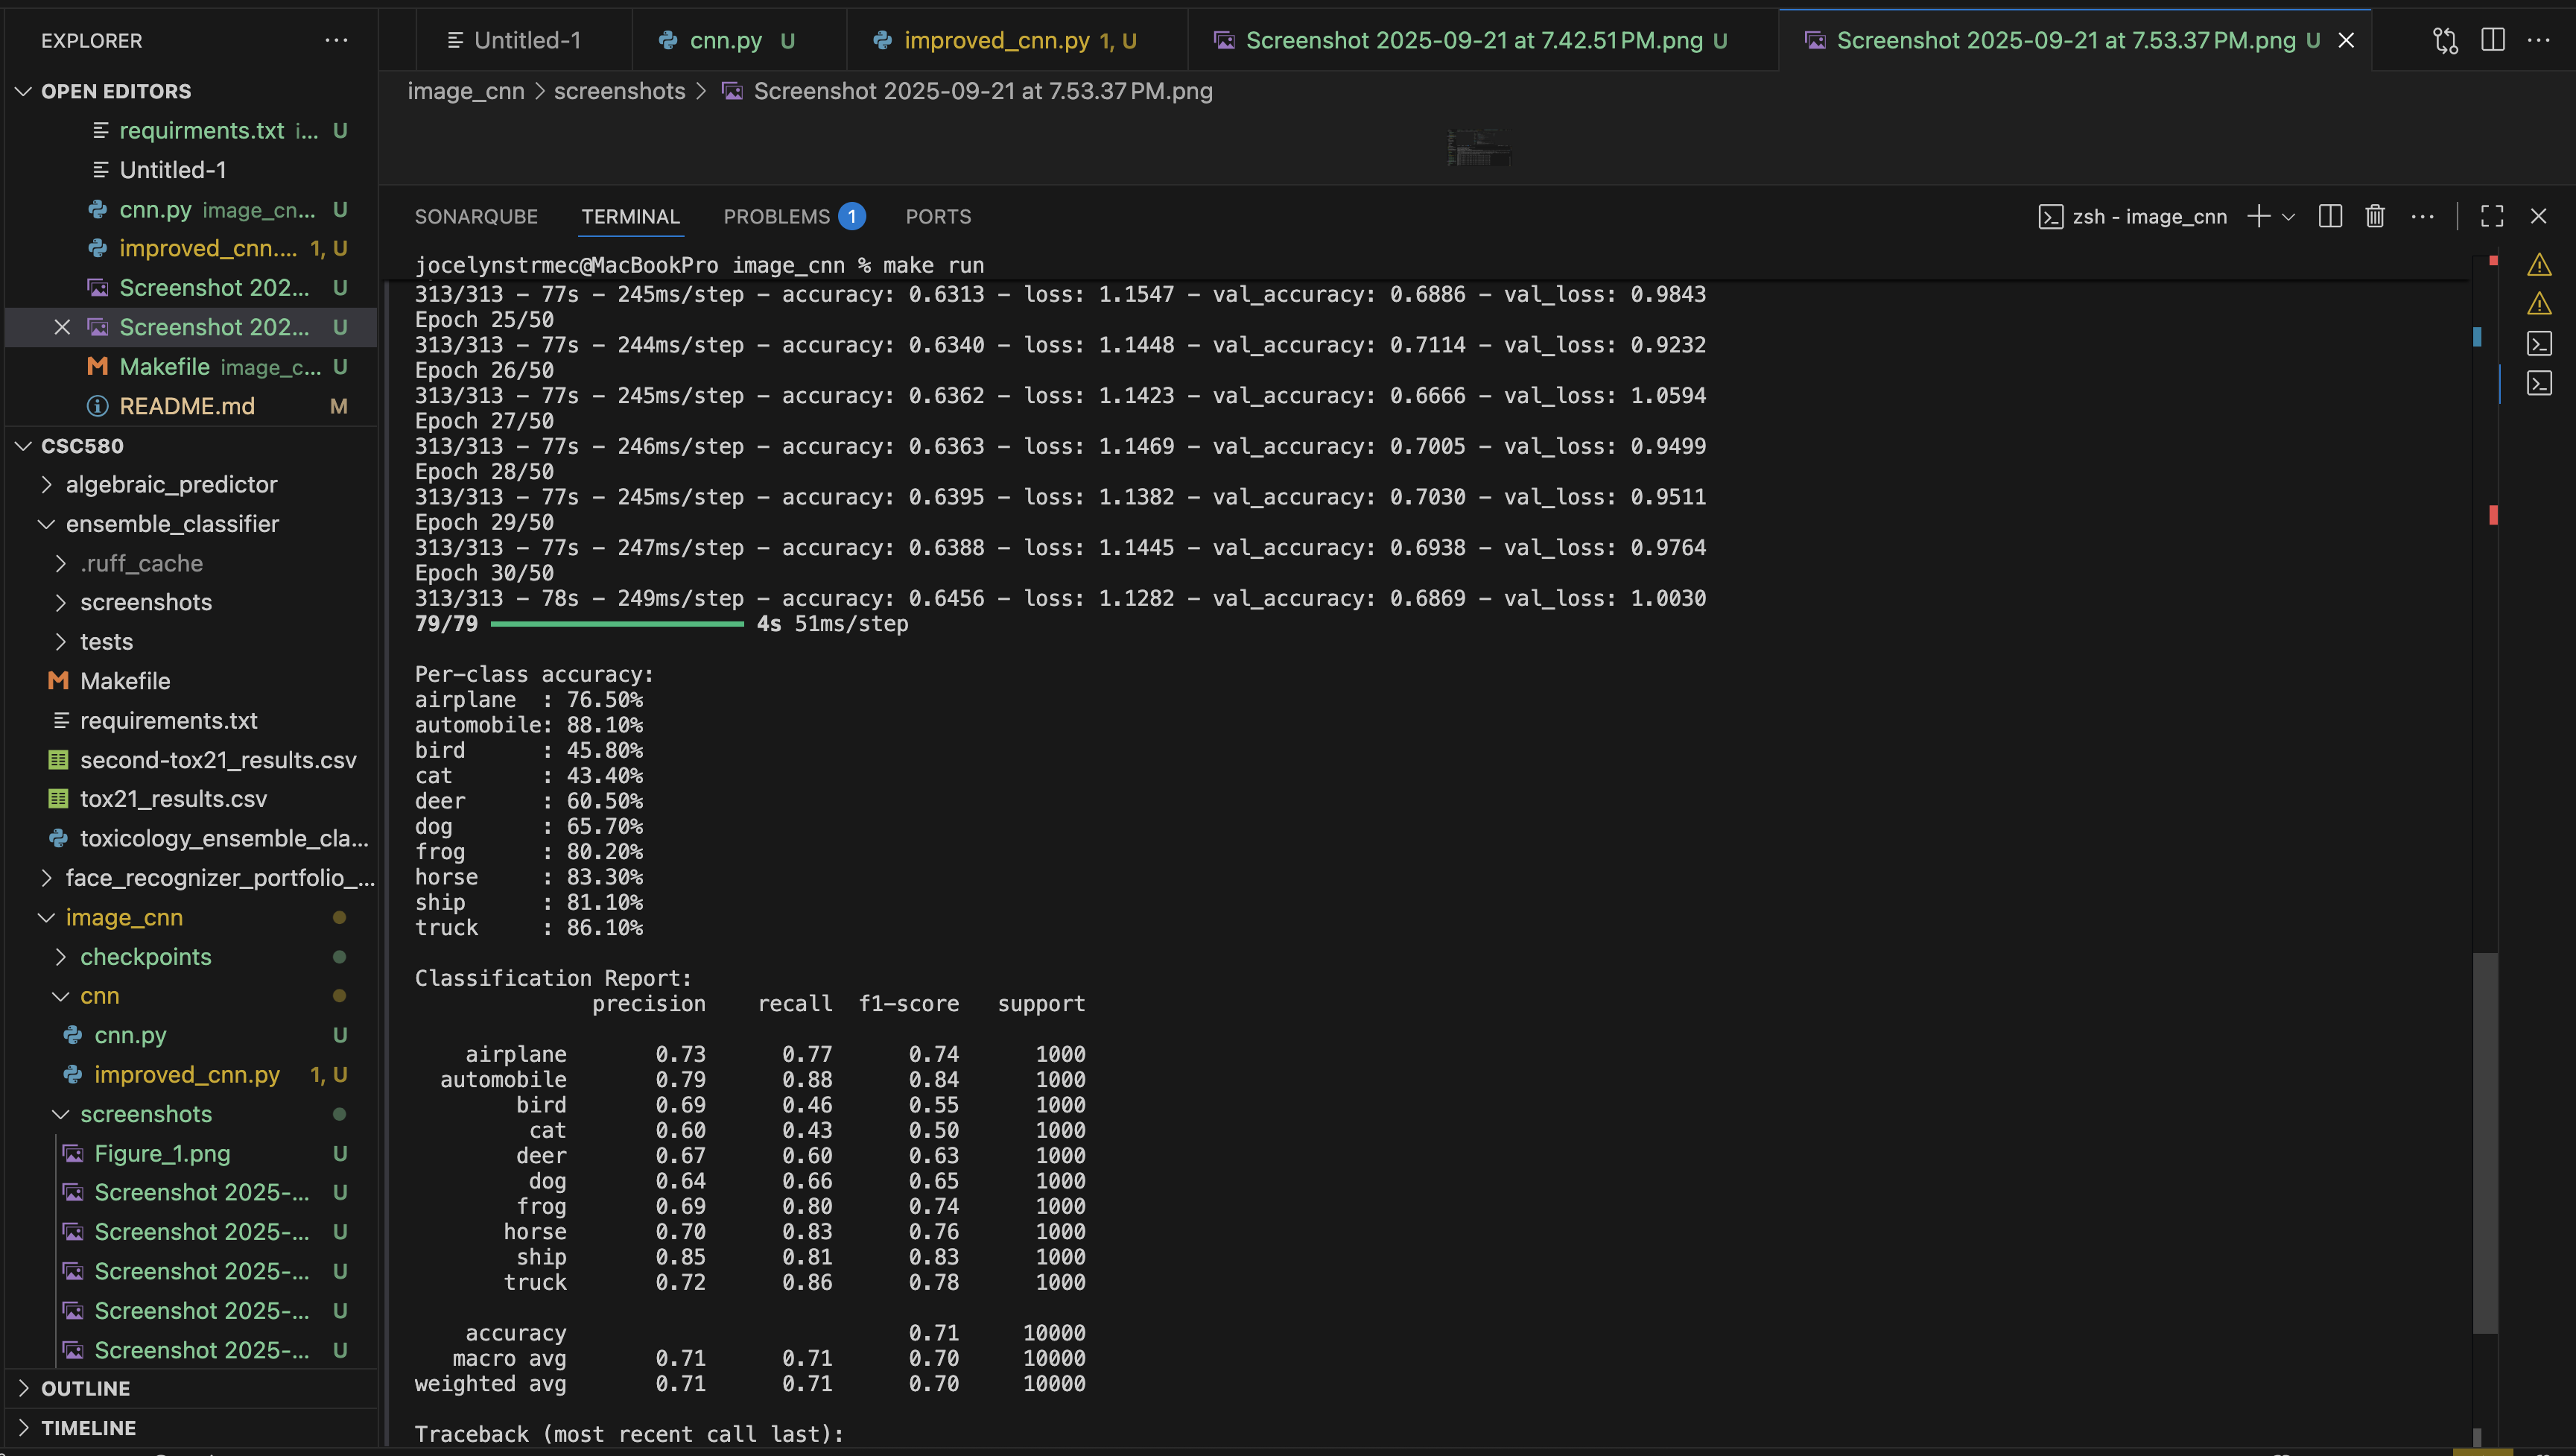 EXPLORER
OPEN EDITORS
requirments.txt i... U
Untitled-1
cnn.py image_cn... U
improved_cnn.... 1, U
Screenshot 202... U
Screenshot 202... U
Makefile image_c... U
README.md M
CSC580
algebraic_predictor
ensemble_classifier
.ruff_cache
screenshots
tests
Makefile
requirements.txt
second-tox21_results.csv
tox21_results.csv
toxicology_ensemble_cla...
face_recognizer_portfolio_...
image_cnn
checkpoints
cnn
cnn.py U
improved_cnn.py 1, U
screenshots
Figure_1.png U
Screenshot 2025-... U
Screenshot 2025-... U
Screenshot 2025-... U
Screenshot 2025-... U
Screenshot 2025-... U
OUTLINE
TIMELINE
Untitled-1 cnn.py U improved_cnn.py 1, U Screenshot 2025-09-21 at 7.42.51 PM.png U Screenshot 2025-09-21 at 7.53.37 PM.png U
image_cnn > screenshots > Screenshot 2025-09-21 at 7.53.37 PM.png
SONARQUBE TERMINAL PROBLEMS 1 PORTS zsh - image_cnn
jocelynstrmec@MacBookPro image_cnn % make run
313/313 - 77s - 245ms/step - accuracy: 0.6313 - loss: 1.1547 - val_accuracy: 0.6886 - val_loss: 0.9843
Epoch 25/50
313/313 - 77s - 244ms/step - accuracy: 0.6340 - loss: 1.1448 - val_accuracy: 0.7114 - val_loss: 0.9232
Epoch 26/50
313/313 - 77s - 245ms/step - accuracy: 0.6362 - loss: 1.1423 - val_accuracy: 0.6666 - val_loss: 1.0594
Epoch 27/50
313/313 - 77s - 246ms/step - accuracy: 0.6363 - loss: 1.1469 - val_accuracy: 0.7005 - val_loss: 0.9499
Epoch 28/50
313/313 - 77s - 245ms/step - accuracy: 0.6395 - loss: 1.1382 - val_accuracy: 0.7030 - val_loss: 0.9511
Epoch 29/50
313/313 - 77s - 247ms/step - accuracy: 0.6388 - loss: 1.1445 - val_accuracy: 0.6938 - val_loss: 0.9764
Epoch 30/50
313/313 - 78s - 249ms/step - accuracy: 0.6456 - loss: 1.1282 - val_accuracy: 0.6869 - val_loss: 1.0030
79/79 4s 51ms/step
Per-class accuracy:
airplane : 76.50%
automobile: 88.10%
bird : 45.80%
cat : 43.40%
deer : 60.50%
dog : 65.70%
frog : 80.20%
horse : 83.30%
ship : 81.10%
truck : 86.10%
Classification Report:
precision recall f1-score support
airplane 0.73 0.77 0.74 1000
automobile 0.79 0.88 0.84 1000
bird 0.69 0.46 0.55 1000
cat 0.60 0.43 0.50 1000
deer 0.67 0.60 0.63 1000
dog 0.64 0.66 0.65 1000
frog 0.69 0.80 0.74 1000
horse 0.70 0.83 0.76 1000
ship 0.85 0.81 0.83 1000
truck 0.72 0.86 0.78 1000
accuracy 0.71 10000
macro avg 0.71 0.71 0.70 10000
weighted avg 0.71 0.71 0.70 10000
Traceback (most recent call last):